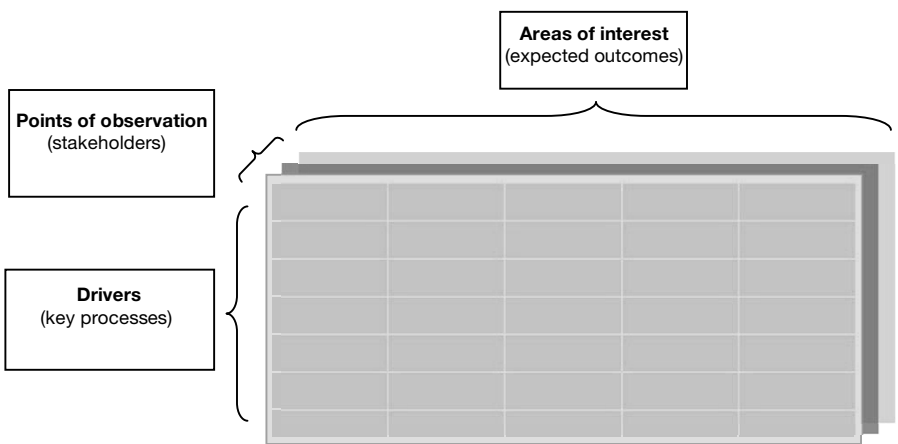 Areas of interest
(expected outcomes)
Points of observation
(stakeholders)
Drivers
(key processes)